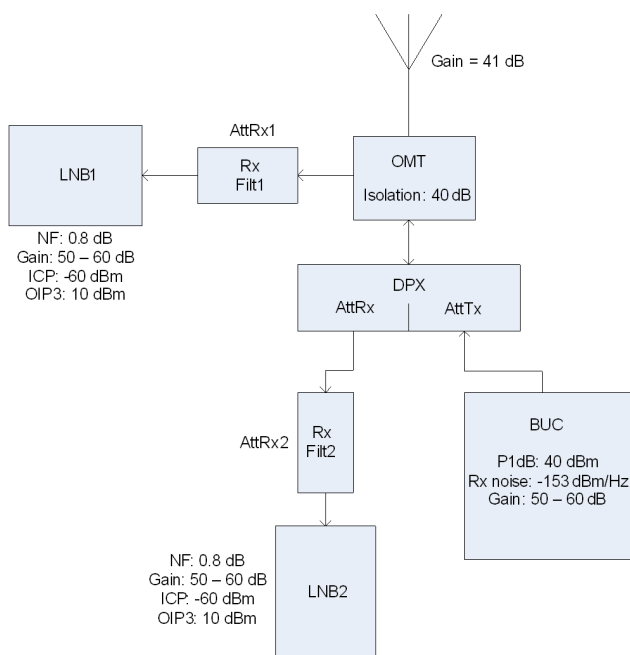 Gain = 41 dB
AttRx1
LNB1
Rx
Filt1
OMT
Isolation: 40 dB
NF: 0.8 dB
Gain: 50 – 60 dB
ICP: -60 dBm
OIP3: 10 dBm
DPX
AttRx
AttTx
AttRx2
Rx
Filt2
BUC
P1dB: 40 dBm
Rx noise: -153 dBm/Hz
Gain: 50 – 60 dB
NF: 0.8 dB
Gain: 50 – 60 dB
ICP: -60 dBm
OIP3: 10 dBm
LNB2